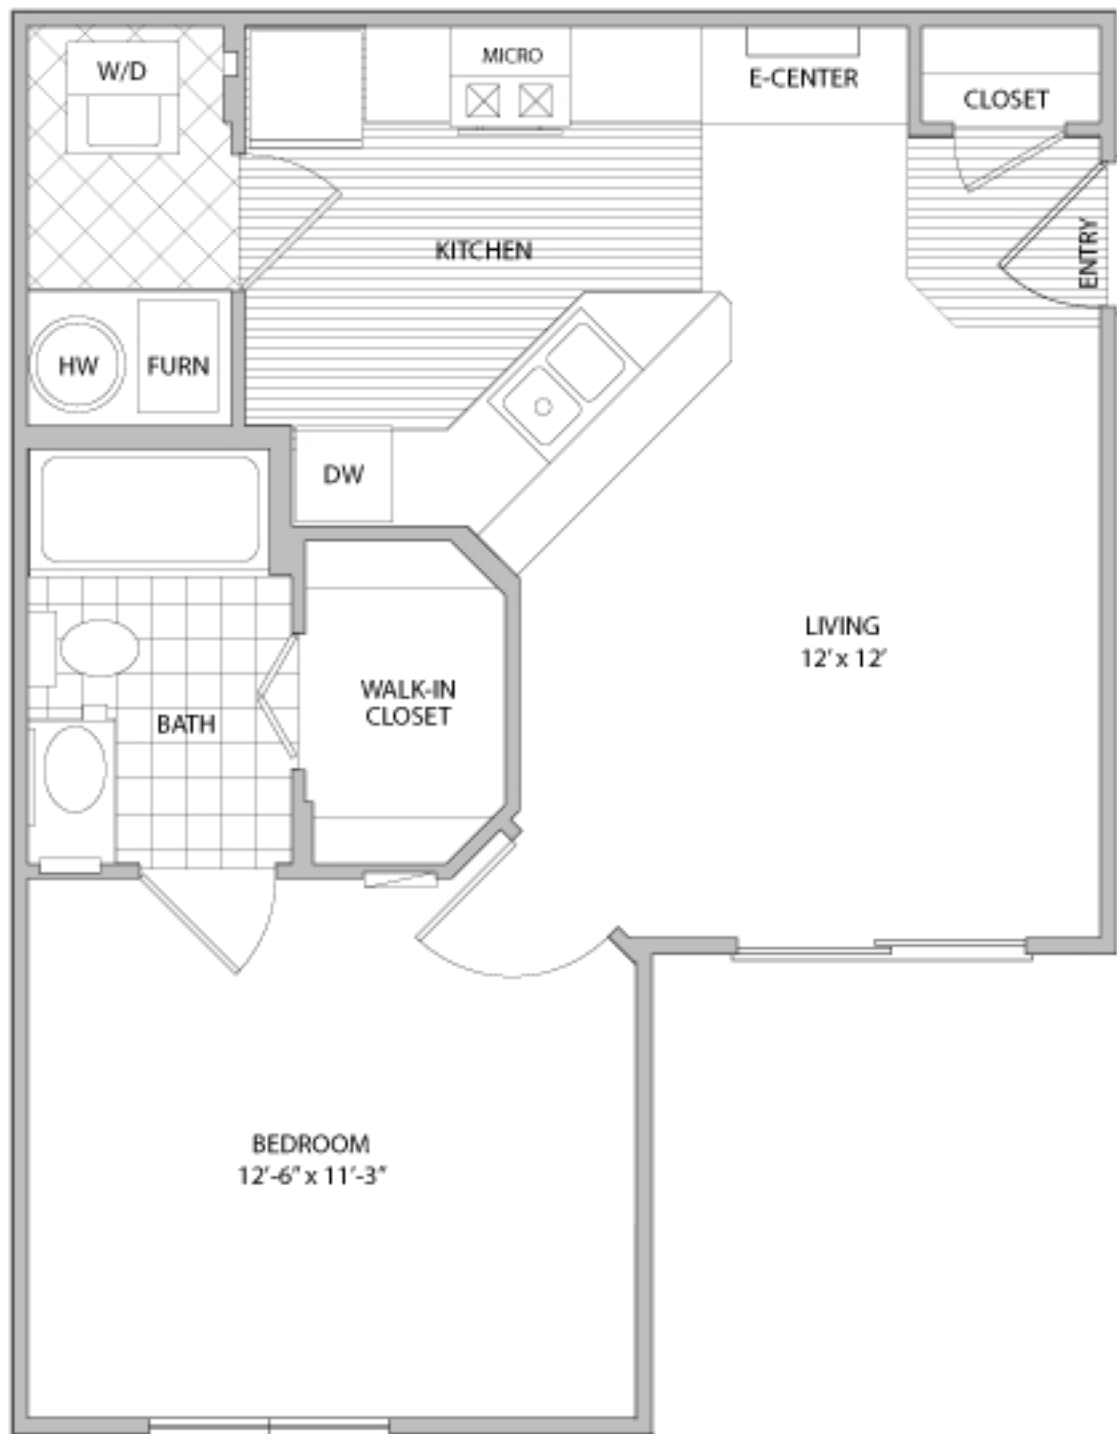 W/D
MICRO
E-CENTER
CLOSET
KITCHEN
ENTRY
HW
FURN
DW
LIVING
12’ x 12’
WALK-IN
CLOSET
BATH
BEDROOM
12’-6” x 11’-3”